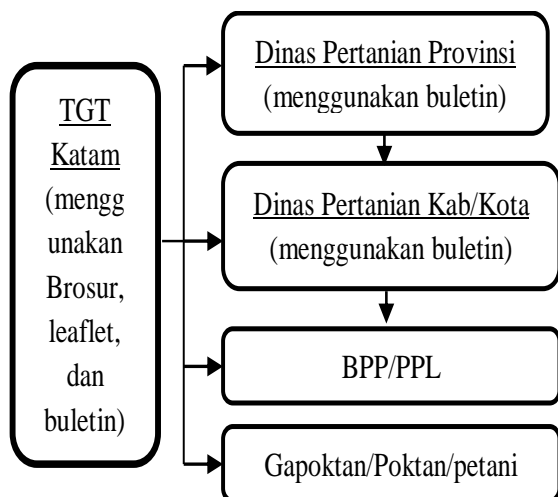 TGT
Katam
(mengg
unakan
Brosur,
leaflet,
dan
buletin)
Dinas Pertanian Provinsi
(menggunakan buletin)
Dinas Pertanian Kab/Kota
(menggunakan buletin)
BPP/PPL
Gapoktan/Poktan/petani